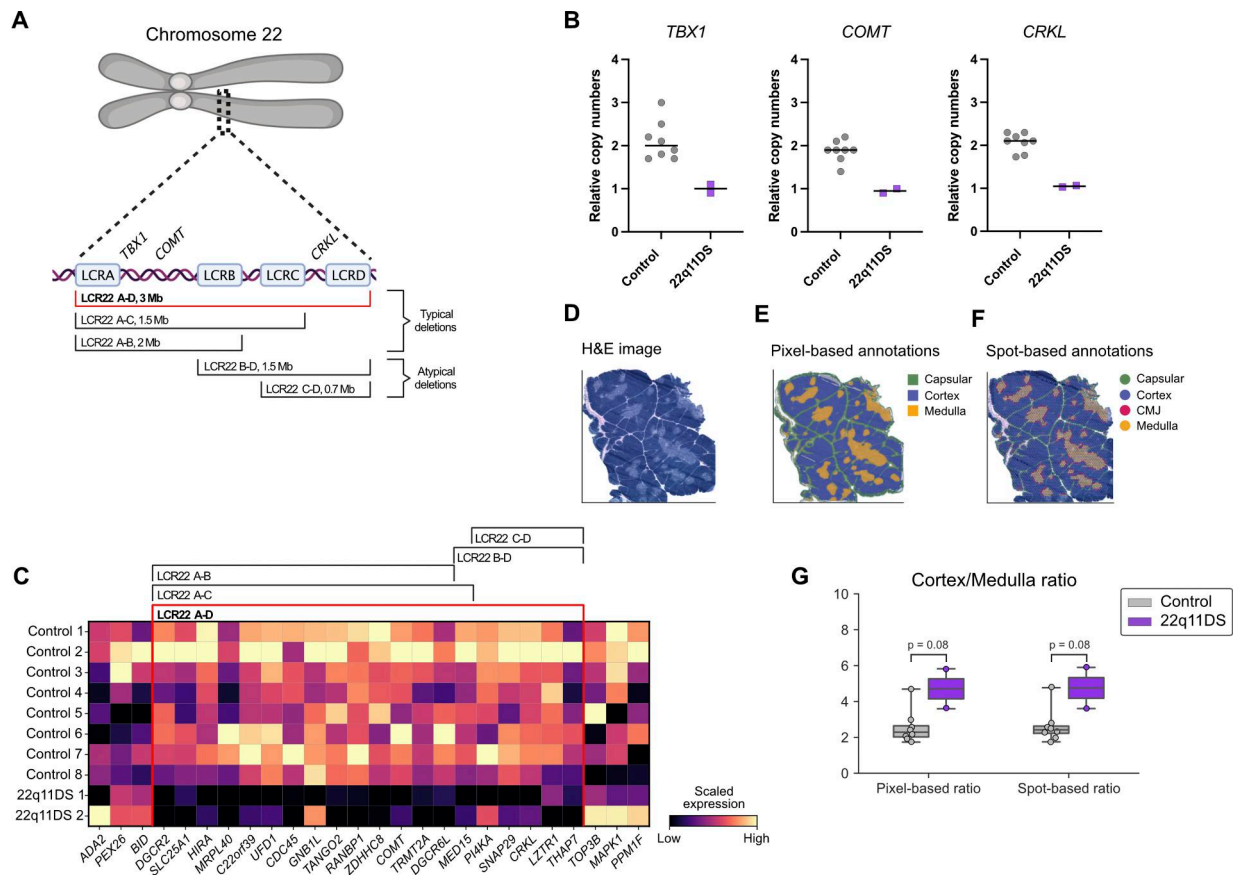 A
Chromosome 22
TBX1
COMT
CRKL
LCRA
LCRB
LCRC
LCRD
LCR22 A-D, 3 Mb
LCR22 A-C, 1.5 Mb
LCR22 A-B, 2 Mb
Typical
deletions
LCR22 B-D, 1.5 Mb
LCR22 C-D, 0.7 Mb
Atypical
deletions
B
TBX1
Relative copy numbers
4
3
2
1
0
Control
22q11DS
COMT
Relative copy numbers
4
3
2
1
0
Control
22q11DS
CRKL
Relative copy numbers
4
3
2
1
0
Control
22q11DS
D
H&E image
E
Pixel-based annotations
Capsular
Cortex
Medulla
F
Spot-based annotations
Capsular
Cortex
CMJ
Medulla
C
LCR22 C-D
LCR22 B-D
LCR22 A-B
LCR22 A-C
LCR22 A-D
Control 1
Control 2
Control 3
Control 4
Control 5
Control 6
Control 7
Control 8
22q11DS 1
22q11DS 2
ADA2
PEX26
BID
DGCR2
SLC25A1
HIRA
MRPL40
C22orf39
UFD1
CDC45
GNB1L
TANGO2
RANBP1
ZDHHC8
COMT
TRMT2A
DGCR6L
MED15
PI4KA
SNAP29
CRKL
LZTR1
THAP7
TOP3B
MAPK1
PPM1F
Scaled
expression
Low
High
G
Cortex/Medulla ratio
Control
22q11DS
10
8
6
4
2
0
p = 0.08
p = 0.08
Pixel-based ratio
Spot-based ratio